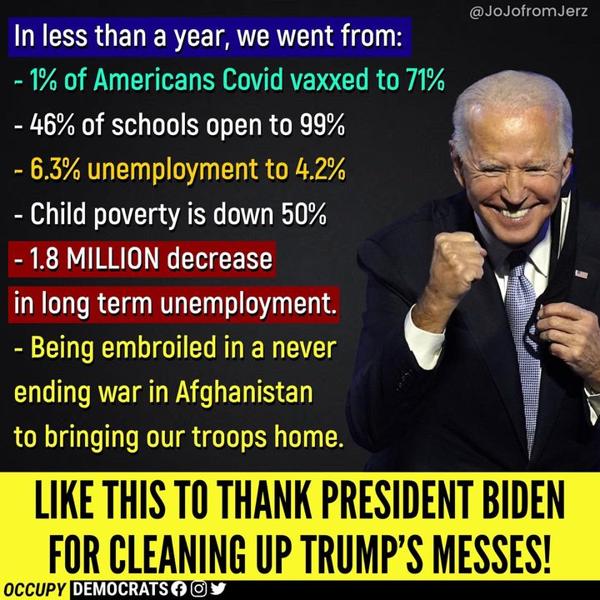 @JoJofromJerz
In less than a year, we went from:
- 1% of Americans Covid vaxxed to 71%
- 46% of schools open to 99%
- 6.3% unemployment to 4.2%
- Child poverty is down 50%
- 1.8 MILLION decrease
in long term unemployment.
- Being embroiled in a never
ending war in Afghanistan
to bringing our troops home.
LIKE THIS TO THANK PRESIDENT BIDEN
FOR CLEANING UP TRUMP'S MESSES!
OCCUPY DEMOCRATS